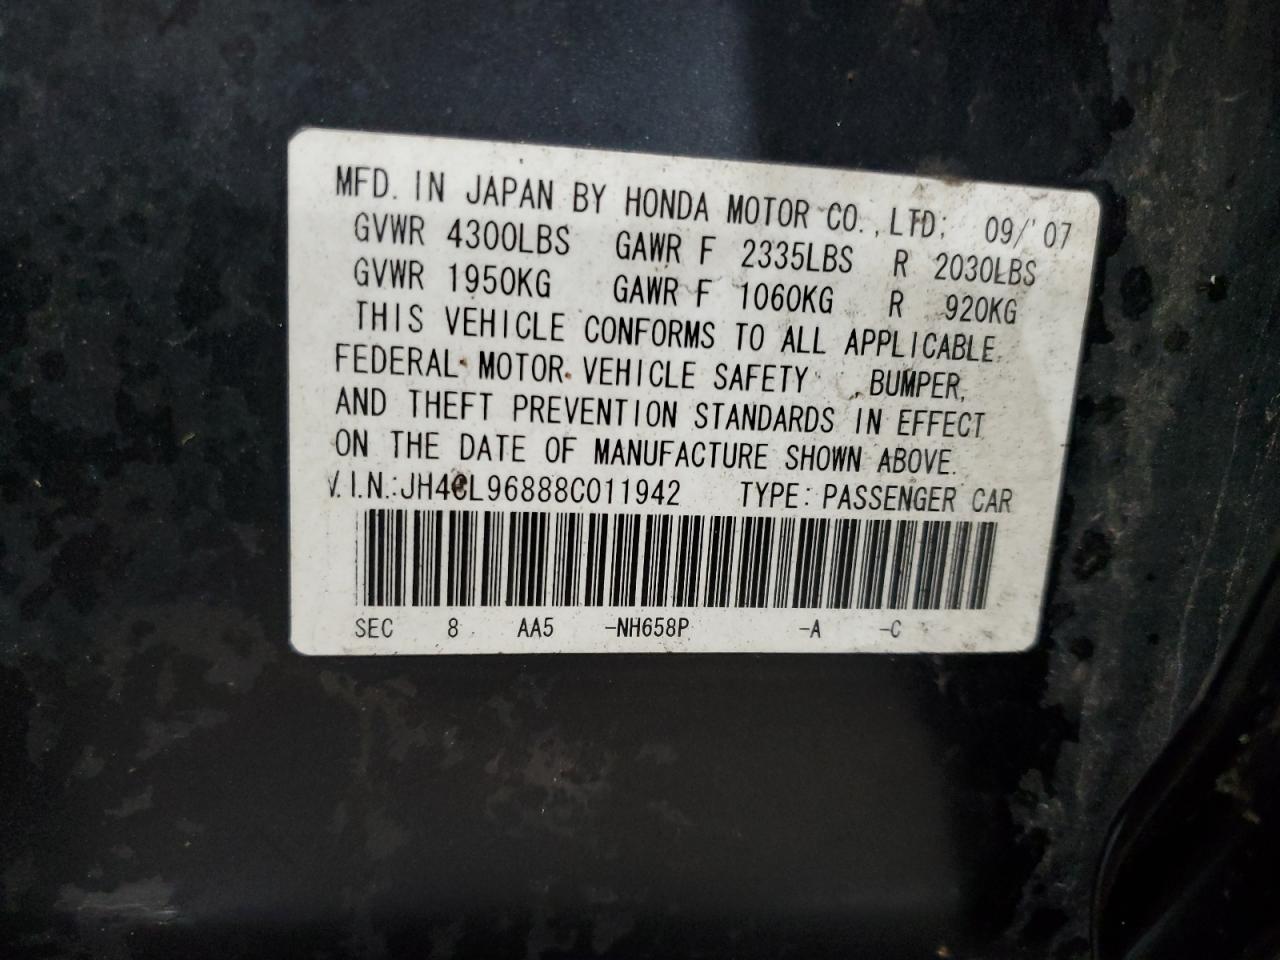 MFD. IN JAPAN BY HONDA MOTOR CO., LTD; 09/'07
GVWR 4300LBS GAWR F 2335LBS R 2030LBS
GVWR 1950KG GAWR F 1060KG R 920KG
THIS VEHICLE CONFORMS TO ALL APPLICABLE
FEDERAL MOTOR VEHICLE SAFETY , BUMPER,
AND THEFT PREVENTION STANDARDS IN EFFECT
ON THE DATE OF MANUFACTURE SHOWN ABOVE.
V.I.N.:JH4CL96888C011942 TYPE: PASSENGER CAR
SEC 8 AA5 -NH658P -A -C